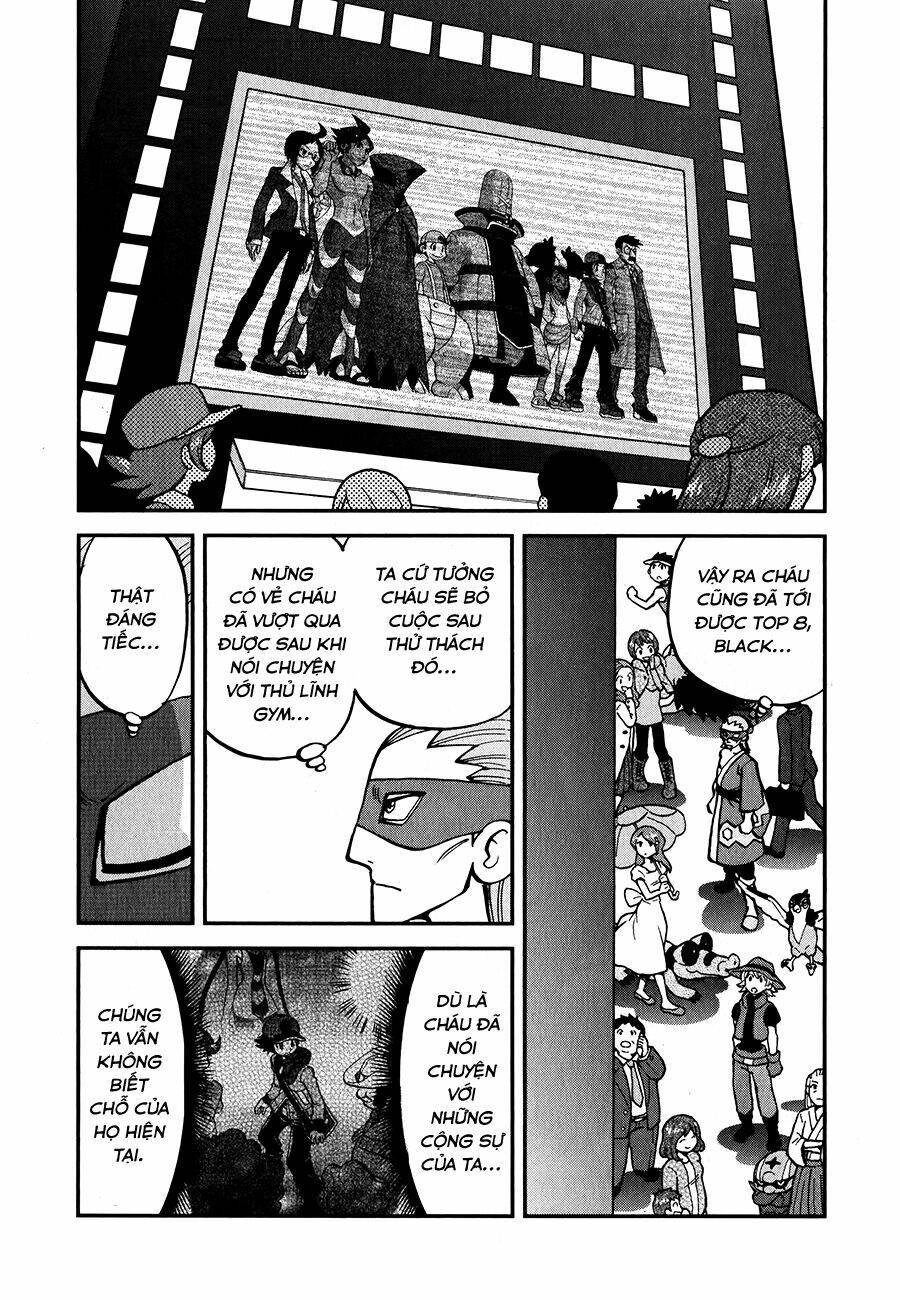 VẬY RA CHÁU
CŨNG ĐÃ TỚI
ĐƯỢC TOP 8,
BLACK...
TA CỨ TƯỞNG
CHÁU SẼ BỎ
CUỘC SAU
THỬ THÁCH
ĐÓ...
NHƯNG
CÓ VẺ CHÁU
ĐÃ VƯỢT QUA
ĐƯỢC SAU KHI
NÓI CHUYỆN
VỚI THỦ LĨNH
GYM...
THẬT
ĐÁNG
TIẾC...
DÙ LÀ
CHÁU ĐÃ
NÓI
CHUYỆN
VỚI
NHỮNG
CỘNG SỰ
CỦA TA...
CHÚNG
TA VẪN
KHÔNG
BIẾT
CHỖ CỦA
HỌ HIỆN
TẠI.